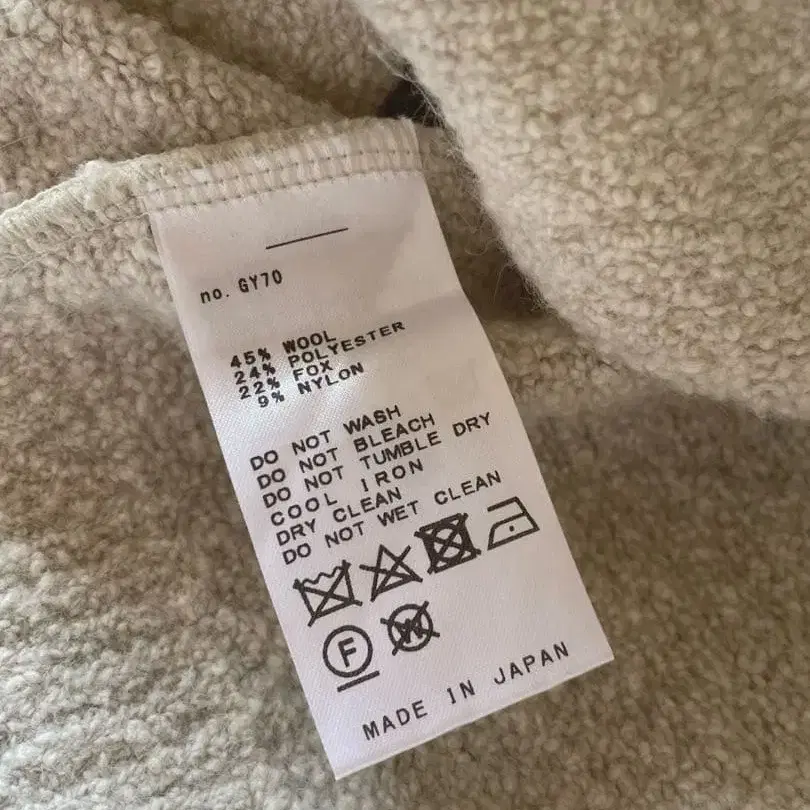 no. GY70
45% WOOL
24% POLYESTER
22% FOX
9% NYLON
DO NOT WASH
DO NOT BLEACH
DO NOT TUMBLE DRY
COOL IRON
DRY CLEAN
DO NOT WET CLEAN
F W
MADE IN JAPAN